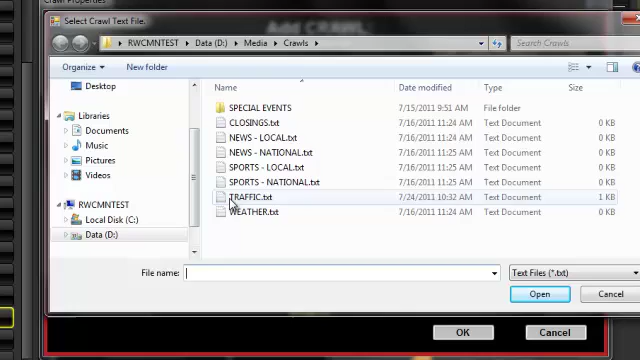 Crawl Properties
Select Crawl Text File.
Add CRAWL:
RWCMNTEST Data (D:) Media Crawls Search Crawls
Organize New folder
Name Date modified Type Size
Desktop
Libraries
Documents
Music
Pictures
Videos
RWCMNTEST
Local Disk (C:)
Data (D:)
SPECIAL EVENTS 7/15/2011 9:51 AM File folder
CLOSINGS.txt 7/16/2011 11:24 AM Text Document 0 KB
NEWS - LOCAL.txt 7/16/2011 11:24 AM Text Document 0 KB
NEWS - NATIONAL.txt 7/16/2011 11:24 AM Text Document 0 KB
SPORTS - LOCAL.txt 7/16/2011 11:25 AM Text Document 0 KB
SPORTS - NATIONAL.txt 7/16/2011 11:25 AM Text Document 0 KB
TRAFFIC.txt 7/24/2011 10:32 AM Text Document 1 KB
WEATHER.txt 7/16/2011 11:24 AM Text Document 0 KB
File name: Text Files (*.txt)
Open Cancel
OK Cancel